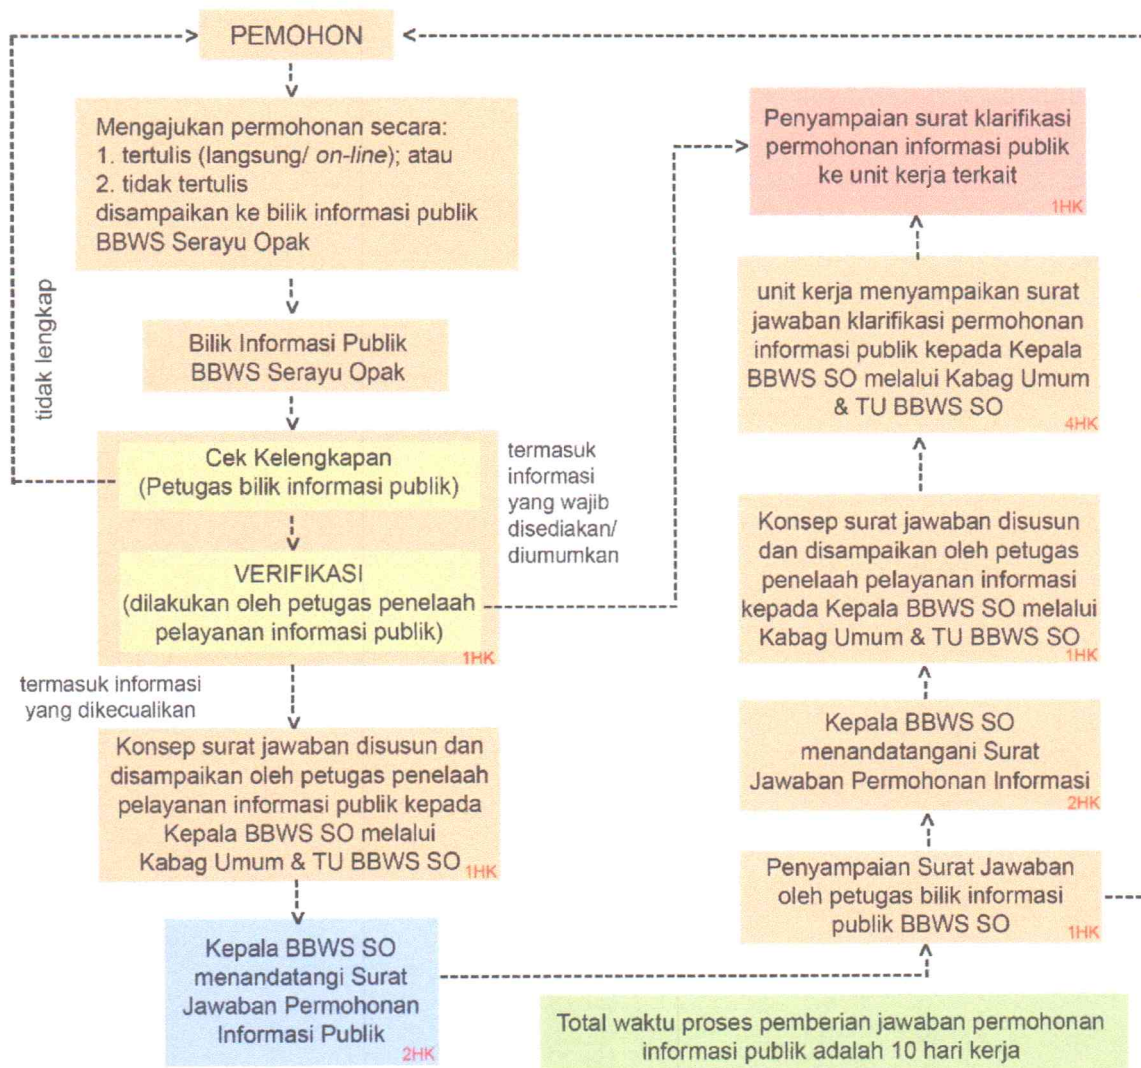 PEMOHON
Mengajukan permohonan secara:
1. tertulis (langsung/ on-line); atau
2. tidak tertulis
disampaikan ke bilik informasi publik
BBWS Serayu Opak
tidak lengkap
Bilik Informasi Publik
BBWS Serayu Opak
Cek Kelengkapan
(Petugas bilik informasi publik)
VERIFIKASI
(dilakukan oleh petugas penelaah
pelayanan informasi publik)
1HK
termasuk
informasi
yang wajib
disediakan/
diumumkan
termasuk informasi
yang dikecualikan
Konsep surat jawaban disusun dan
disampaikan oleh petugas penelaah
pelayanan informasi publik kepada
Kepala BBWS SO melalui
Kabag Umum & TU BBWS SO
1HK
Kepala BBWS SO
menandatangi Surat
Jawaban Permohonan
Informasi Publik
2HK
Penyampaian surat klarifikasi
permohonan informasi publik
ke unit kerja terkait
1HK
unit kerja menyampaikan surat
jawaban klarifikasi permohonan
informasi publik kepada Kepala
BBWS SO melalui Kabag Umum
& TU BBWS SO
4HK
Konsep surat jawaban disusun
dan disampaikan oleh petugas
penelaah pelayanan informasi
kepada Kepala BBWS SO melalui
Kabag Umum & TU BBWS SO
1HK
Kepala BBWS SO
menandatangani Surat
Jawaban Permohonan Informasi
2HK
Penyampaian Surat Jawaban
oleh petugas bilik informasi
publik BBWS SO
1HK
Total waktu proses pemberian jawaban permohonan
informasi publik adalah 10 hari kerja